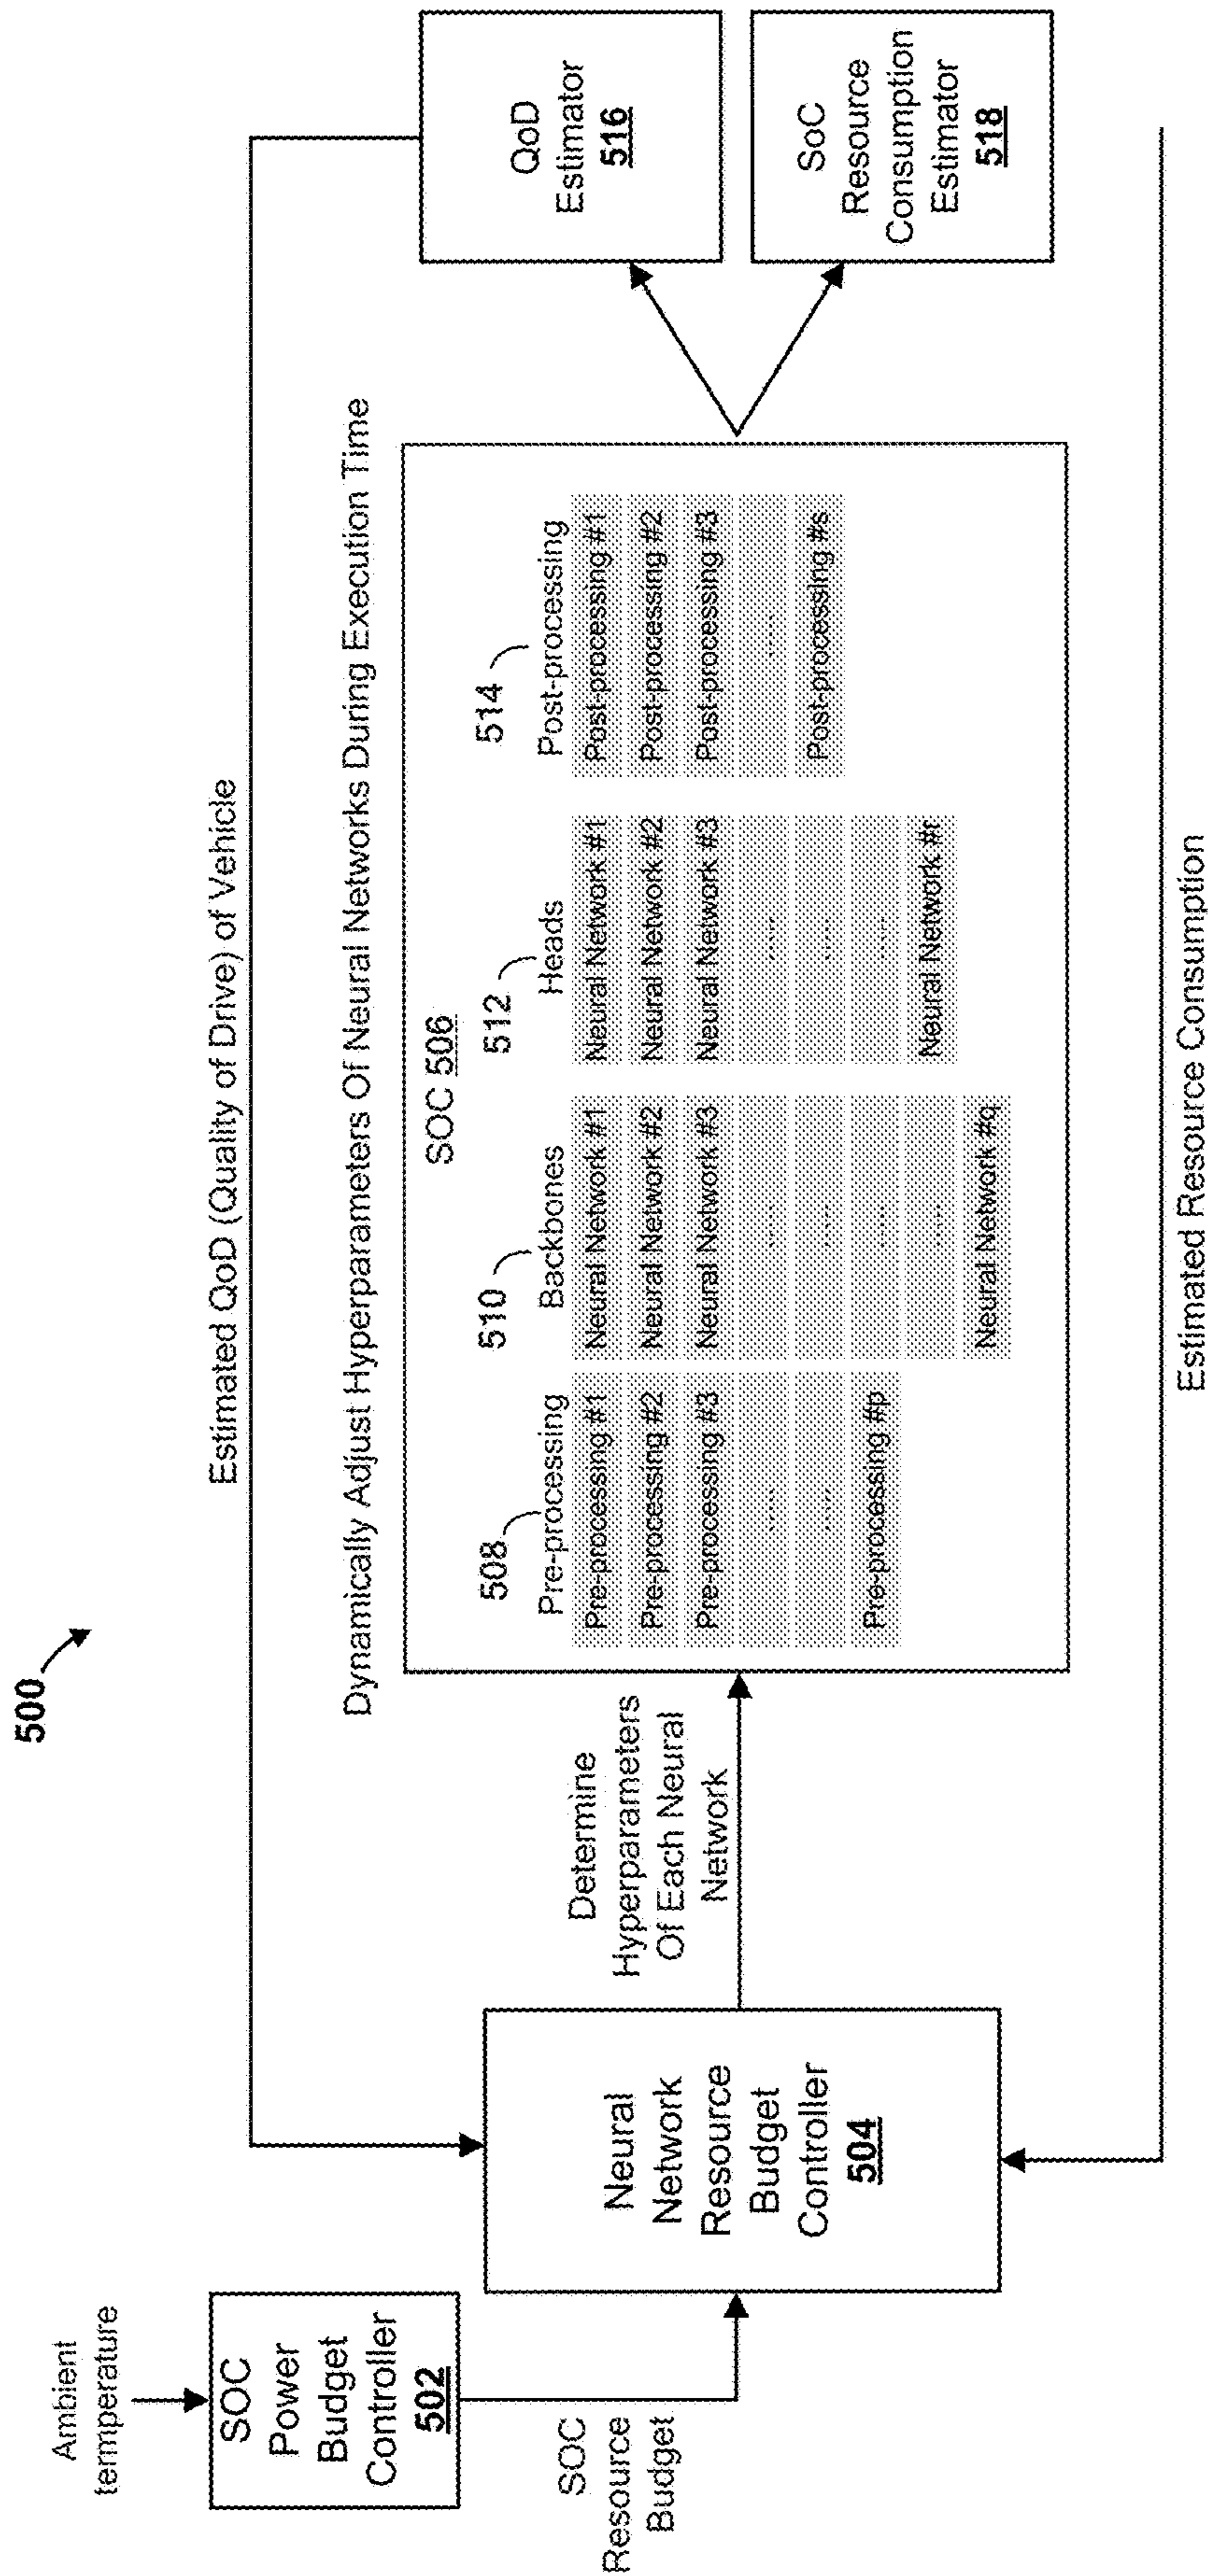 500
Estimated QoD (Quality of Drive) of Vehicle
Ambient
termperature
SOC
Power
Budget
Controller
502
SOC
Resource
Budget
Neural
Network
Resource
Budget
Controller
504
Determine
Hyperparameters
Of Each Neural
Network
Dynamically Adjust Hyperparameters Of Neural Networks During Execution Time
SOC 506
508
Pre-processing
Pre-processing #1
Pre-processing #2
Pre-processing #3
......
......
Pre-processing #p
510
Backbones
Neural Network #1
Neural Network #2
Neural Network #3
......
......
......
......
Neural Network #q
512
Heads
Neural Network #1
Neural Network #2
Neural Network #3
......
......
......
Neural Network #r
514
Post-processing
Post-processing #1
Post-processing #2
Post-processing #3
......
Post-processing #s
QoD
Estimator
516
SoC
Resource
Consumption
Estimator
518
Estimated Resource Consumption